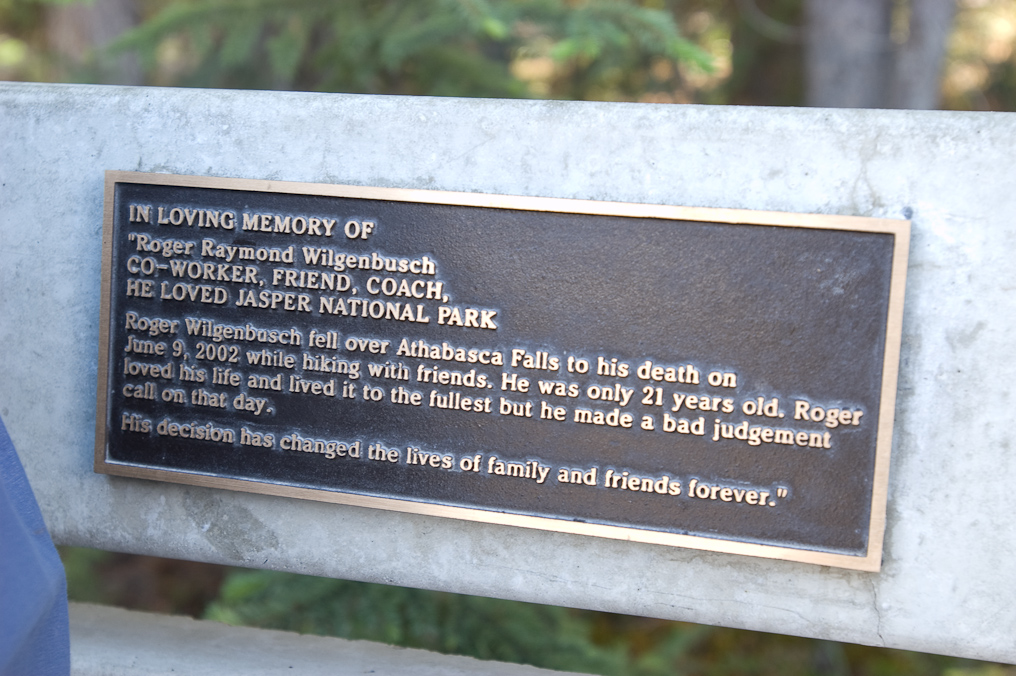 IN LOVING MEMORY OF
"Roger Raymond Wilgenbusch
CO-WORKER, FRIEND, COACH,
HE LOVED JASPER NATIONAL PARK
Roger Wilgenbusch fell over Athabasca Falls to his death on
June 9, 2002 while hiking with friends. He was only 21 years old. Roger
loved his life and lived it to the fullest but he made a bad judgement
call on that day.
His decision has changed the lives of family and friends forever."